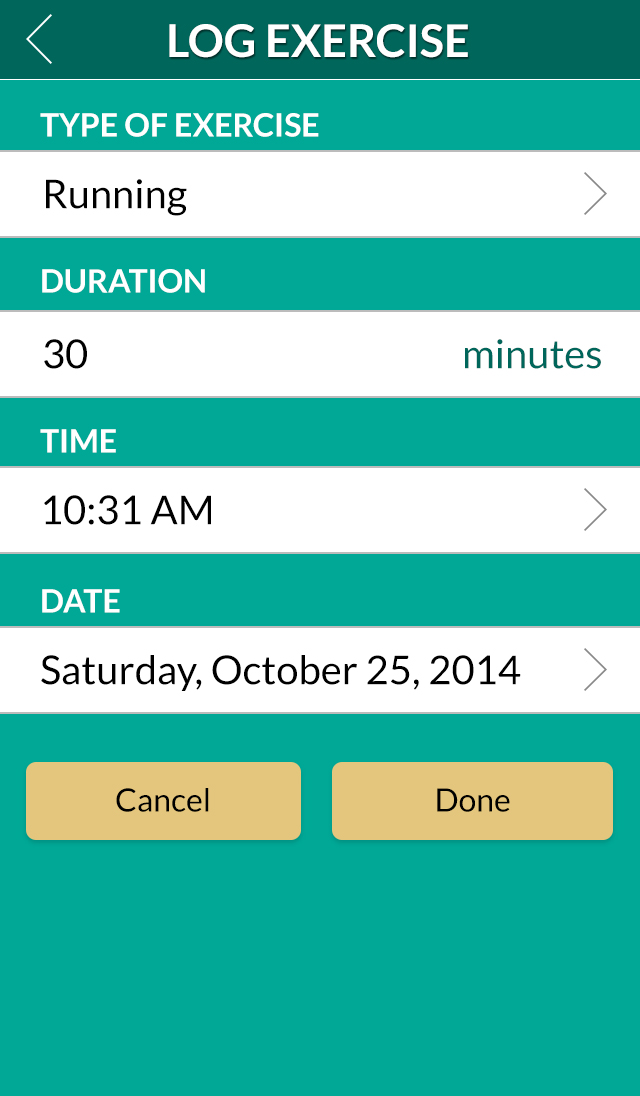 LOG EXERCISE
TYPE OF EXERCISE
Running
DURATION
30 minutes
TIME
10:31 AM
DATE
Saturday, October 25, 2014
Cancel Done